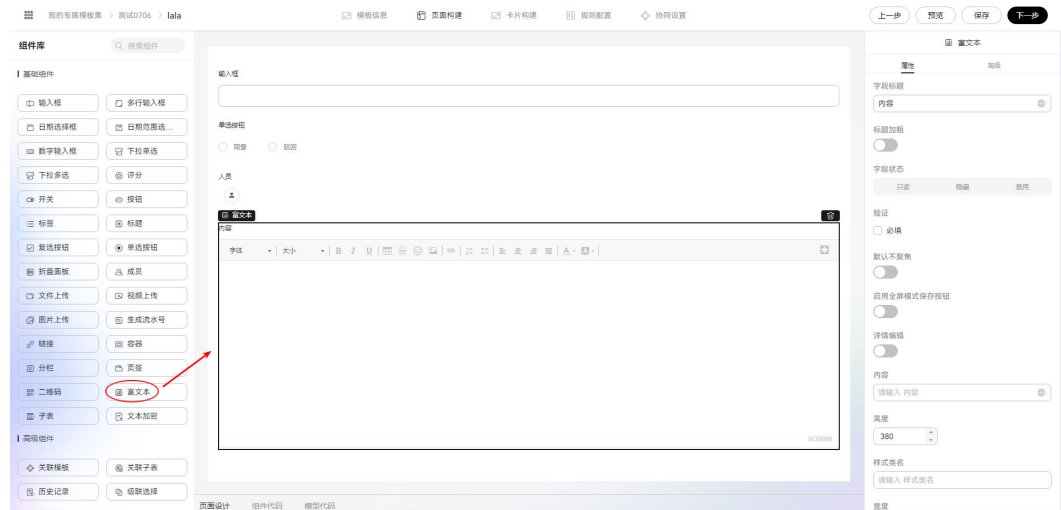 我的专属模板集 > 测试0706 > lala
模板信息
页面构建
卡片构建
规则配置
协同设置
上一步
预览
保存
下一步
组件库
搜索组件
基础组件
输入框
多行输入框
日期选择框
日期范围选...
数字输入框
下拉单选
下拉多选
评分
开关
按钮
标签
标题
复选按钮
单选按钮
折叠面板
成员
文件上传
视频上传
图片上传
生成流水号
链接
容器
分栏
页签
二维码
富文本
子表
文本加密
高级组件
关联模板
关联子表
历史记录
级联选择
输入框
单选按钮
同意
驳回
人员
富文本
内容
字体
大小
B I U
A
0/30000
页面设计
组件代码
模型代码
富文本
属性
高级
字段标题
内容
标题加粗
字段状态
只读
隐藏
禁用
验证
必填
默认不聚焦
启用全屏模式保存按钮
详情编辑
内容
请输入 内容
高度
380
样式类名
请输入 样式类名
宽度